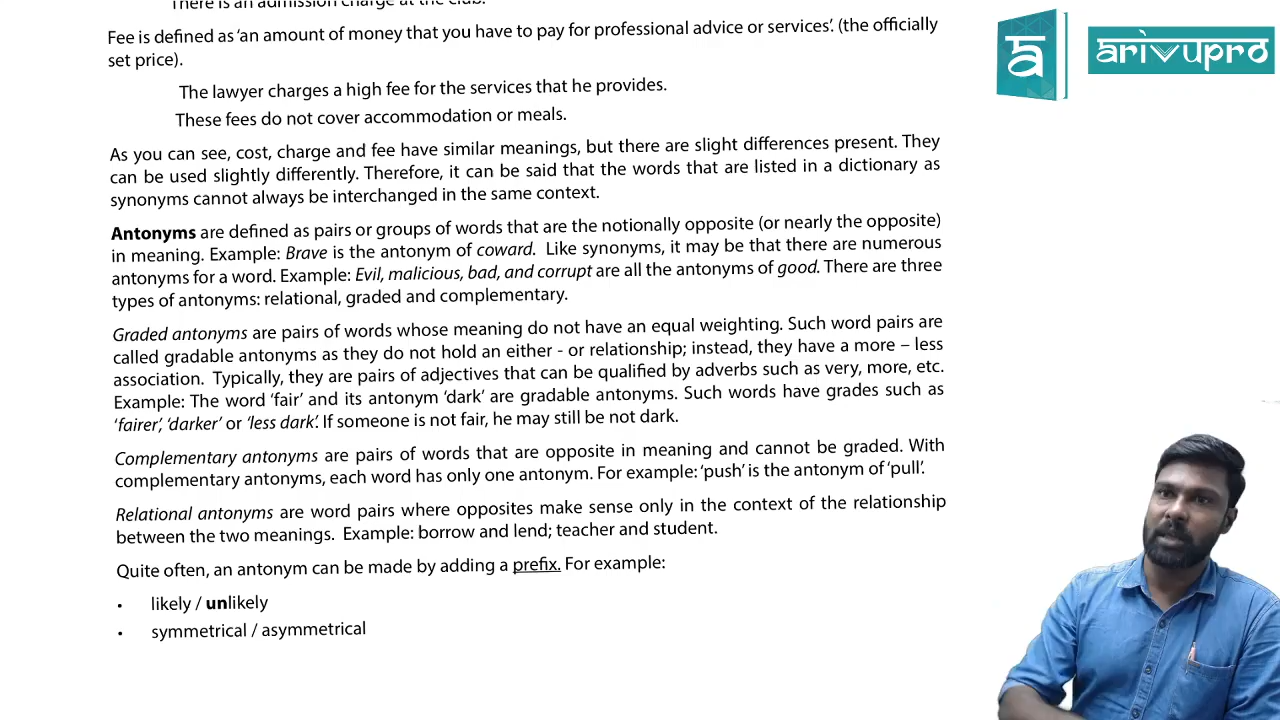 There is an admission charge at the club.
Fee is defined as 'an amount of money that you have to pay for professional advice or services'. (the officially
set price).
The lawyer charges a high fee for the services that he provides.
These fees do not cover accommodation or meals.
As you can see, cost, charge and fee have similar meanings, but there are slight differences present. They
can be used slightly differently. Therefore, it can be said that the words that are listed in a dictionary as
synonyms cannot always be interchanged in the same context.
Antonyms are defined as pairs or groups of words that are the notionally opposite (or nearly the opposite)
in meaning. Example: Brave is the antonym of coward. Like synonyms, it may be that there are numerous
antonyms for a word. Example: Evil, malicious, bad, and corrupt are all the antonyms of good. There are three
types of antonyms: relational, graded and complementary.
Graded antonyms are pairs of words whose meaning do not have an equal weighting. Such word pairs are
called gradable antonyms as they do not hold an either - or relationship; instead, they have a more – less
association. Typically, they are pairs of adjectives that can be qualified by adverbs such as very, more, etc.
Example: The word 'fair' and its antonym 'dark' are gradable antonyms. Such words have grades such as
'fairer', 'darker' or 'less dark'. If someone is not fair, he may still be not dark.
Complementary antonyms are pairs of words that are opposite in meaning and cannot be graded. With
complementary antonyms, each word has only one antonym. For example: 'push' is the antonym of 'pull'.
Relational antonyms are word pairs where opposites make sense only in the context of the relationship
between the two meanings. Example: borrow and lend; teacher and student.
Quite often, an antonym can be made by adding a prefix. For example:
• likely / unlikely
• symmetrical / asymmetrical
arivupro